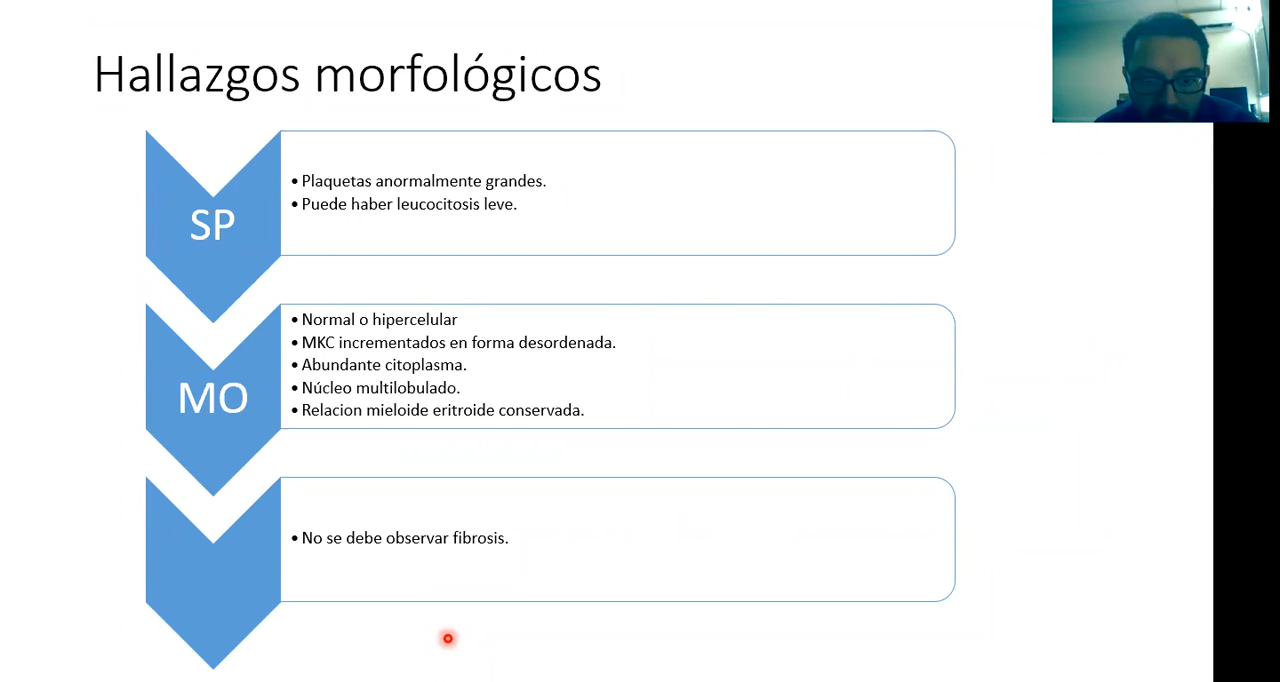 Hallazgos morfológicos
SP
• Plaquetas anormalmente grandes.
• Puede haber leucocitosis leve.
MO
• Normal o hipercelular
• MKC incrementados en forma desordenada.
• Abundante citoplasma.
• Núcleo multilobulado.
• Relacion mieloide eritroide conservada.
• No se debe observar fibrosis.